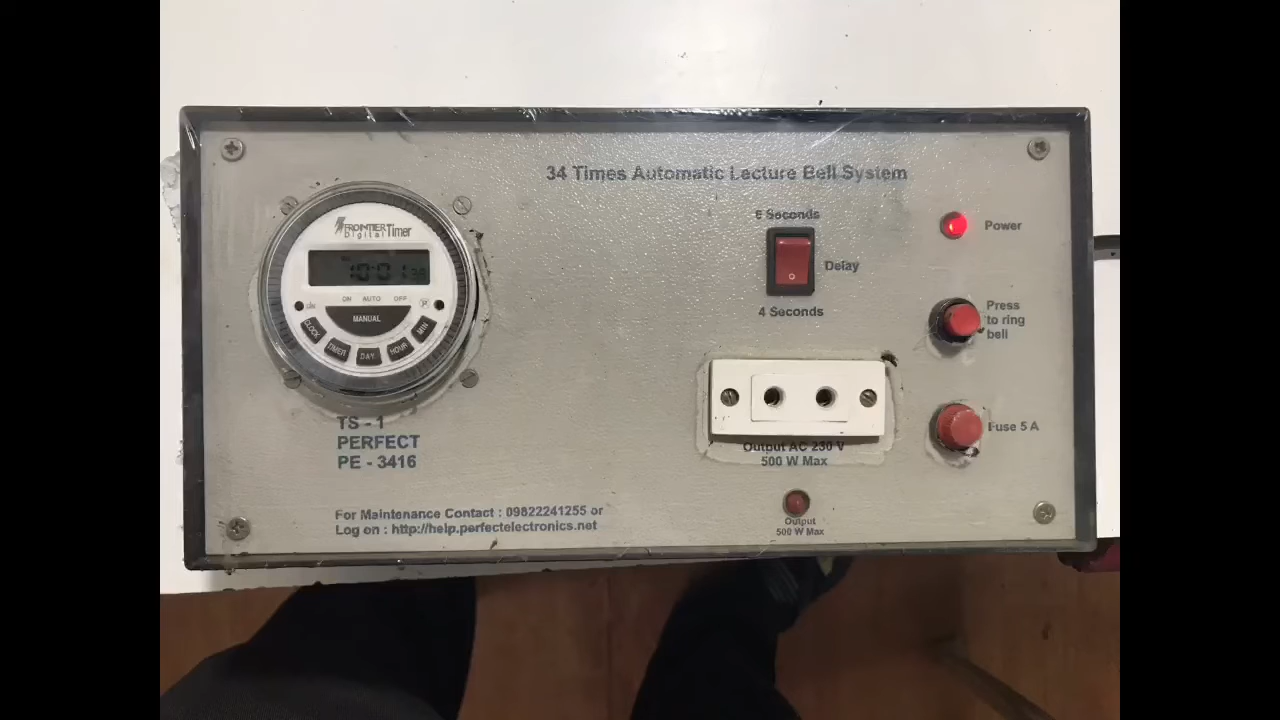 34 Times Automatic Lecture Bell System
FRONTIER
Digital Timer
10:01
ON AUTO OFF
MANUAL
CLOCK
TIMER
DAY
HOUR
MIN
TS - 1
PERFECT
PE - 3416
For Maintenance Contact : 09822241255 or
Log on : http://help.perfectelectronics.net
6 Seconds
Delay
4 Seconds
Output AC 230 V
500 W Max
Output
500 W Max
Power
Press
to ring
bell
Fuse 5 A